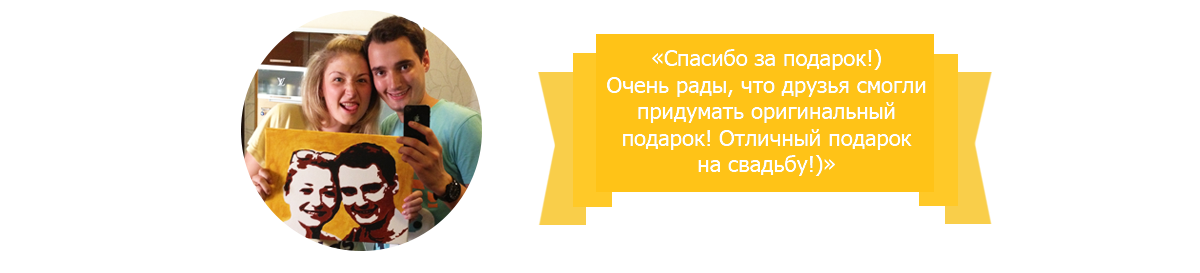 «Спасибо за подарок!)
Очень рады, что друзья смогли
придумать оригинальный
подарок! Отличный подарок
на свадьбу!)»